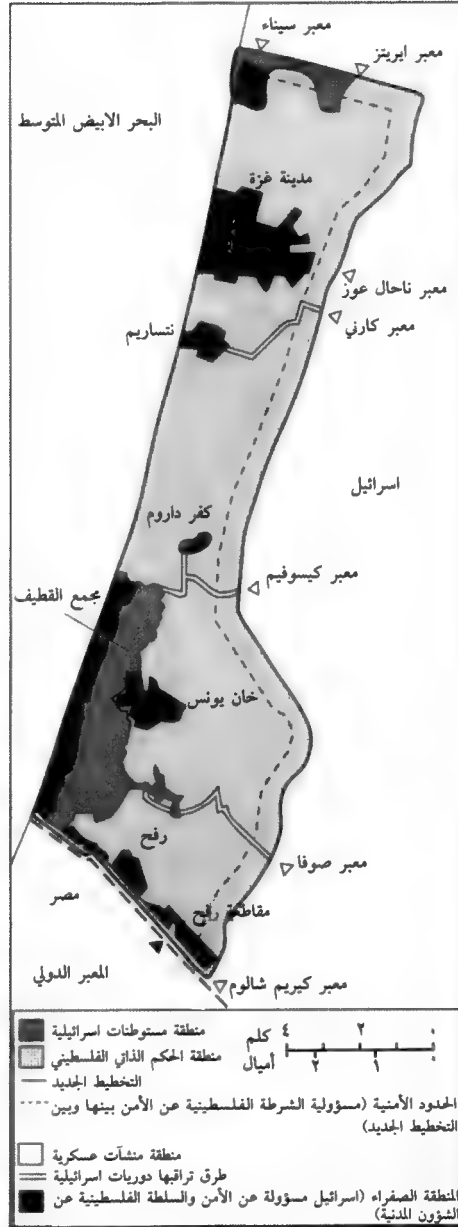 معبر سيناء
معبر ايريتز
البحر الابيض المتوسط
مدينة غزة
معبر ناحال عوز
معبر كارني
نتساريم
اسرائيل
كفر داروم
معبر كيسوفيم
مجمع القطيف
خان يونس
رفح
معبر صوفا
مصر
مقاطعة رفح
المعبر الدولي
معبر كيريم شالوم
منطقة مستوطنات اسرائيلية
منطقة الحكم الذاتي الفلسطيني
التخطيط الجديد
الحدود الأمنية (مسؤولية الشرطة الفلسطينية عن الأمن بينها وبين
التخطيط الجديد)
منطقة منشآت عسكرية
طرق تراقبها دوريات اسرائيلية
المنطقة الصفراء (اسرائيل مسؤولة عن الأمن والسلطة الفلسطينية عن
الشؤون المدنية)
كلم ٤ ٢ ٠
أميال ٢ ١ ٠